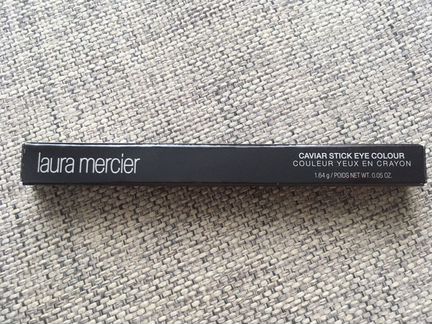 laura mercier
CAVIAR STICK EYE COLOUR
COULEUR YEUX EN CRAYON
1.64 g / POIDS NET WT. 0.05 OZ.